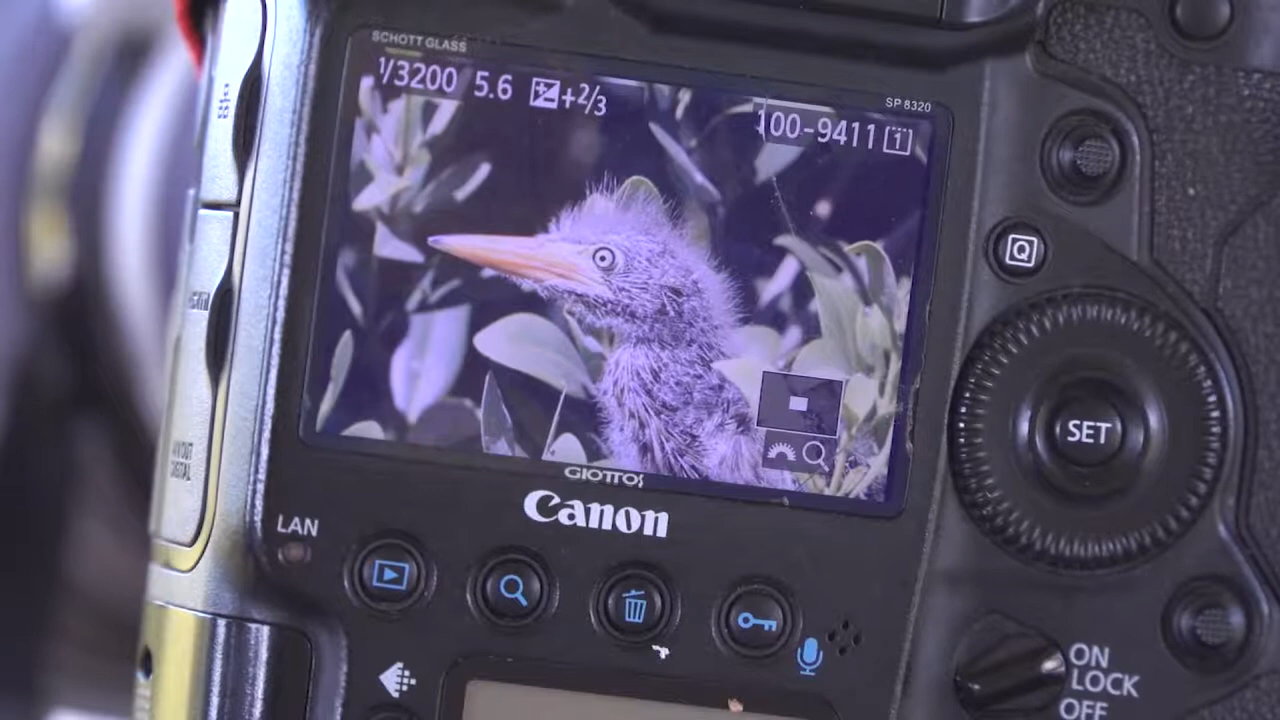 SCHOTT GLASS
SP 8320
1/3200 5.6 +2/3
100-9411 1
Q
SET
GIOTTOS
Canon
LAN
ON
LOCK
OFF